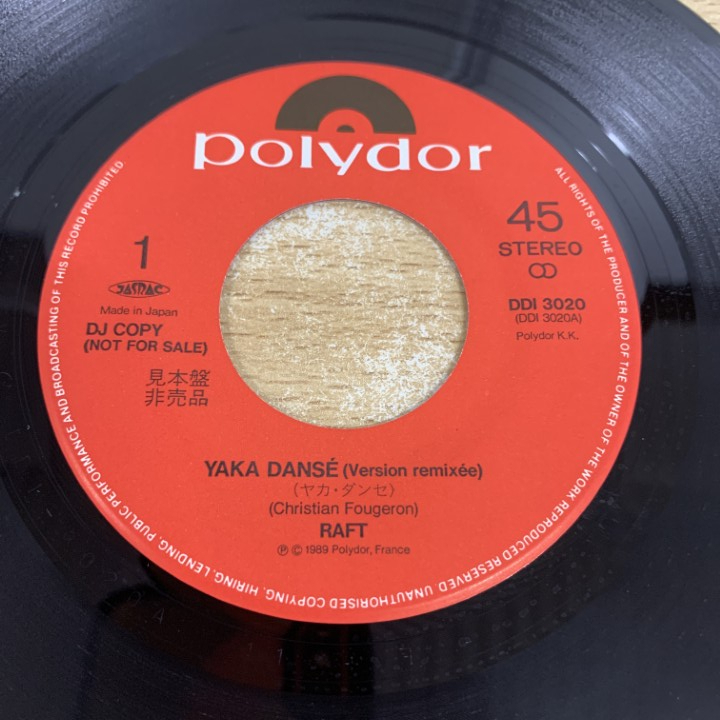 polydor
45
STEREO
1
JASRAC
Made in Japan
DJ COPY
(NOT FOR SALE)
見本盤
非売品
DDI 3020
(DDI 3020A)
Polydor K.K.
YAKA DANSÉ (Version remixée)
(ヤカ・ダンセ)
(Christian Fougeron)
RAFT
Ⓟ © 1989 Polydor, France
ALL RIGHTS OF THE PRODUCER AND OF THE OWNER OF THE WORK REPRODUCED RESERVED. UNAUTHORISED COPYING, HIRING, LENDING, PUBLIC PERFORMANCE AND BROADCASTING OF THIS RECORD PROHIBITED.